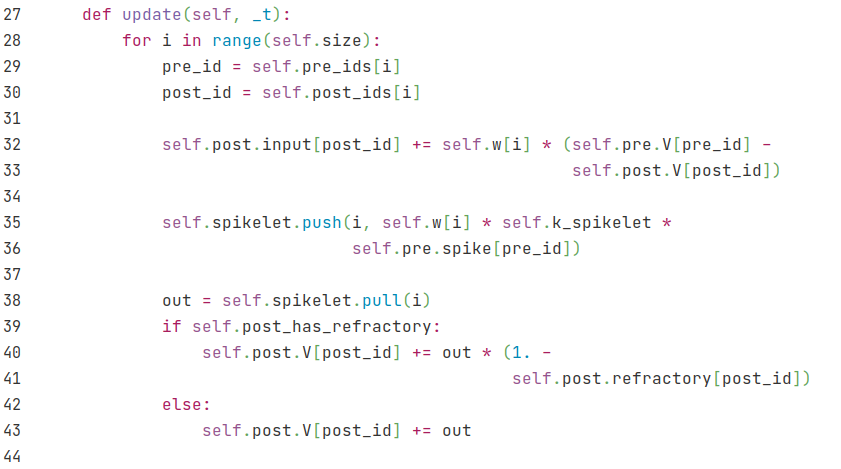 27      def update(self, _t):
28          for i in range(self.size):
29              pre_id = self.pre_ids[i]
30              post_id = self.post_ids[i]
31
32              self.post.input[post_id] += self.w[i] * (self.pre.V[pre_id] -
33                                                       self.post.V[post_id])
34
35              self.spikelet.push(i, self.w[i] * self.k_spikelet *
36                                 self.pre.spike[pre_id])
37
38              out = self.spikelet.pull(i)
39              if self.post_has_refractory:
40                  self.post.V[post_id] += out * (1. -
41                                                 self.post.refractory[post_id])
42              else:
43                  self.post.V[post_id] += out
44